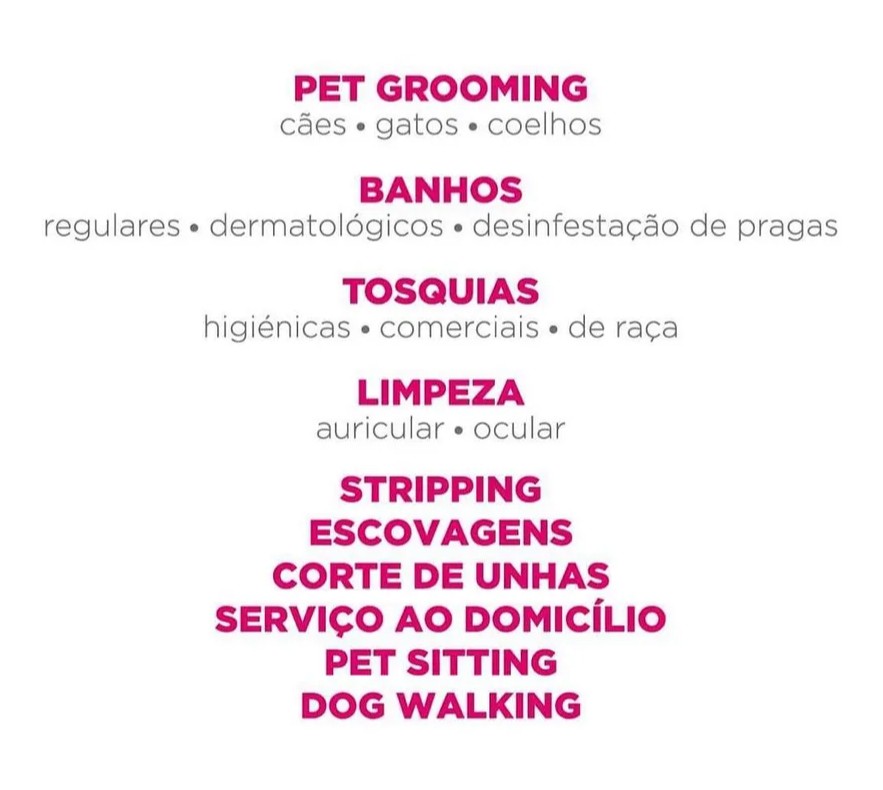 PET GROOMING
cães • gatos • coelhos
BANHOS
regulares • dermatológicos • desinfestação de pragas
TOSQUIAS
higiénicas • comerciais • de raça
LIMPEZA
auricular • ocular
STRIPPING
ESCOVAGENS
CORTE DE UNHAS
SERVIÇO AO DOMICÍLIO
PET SITTING
DOG WALKING